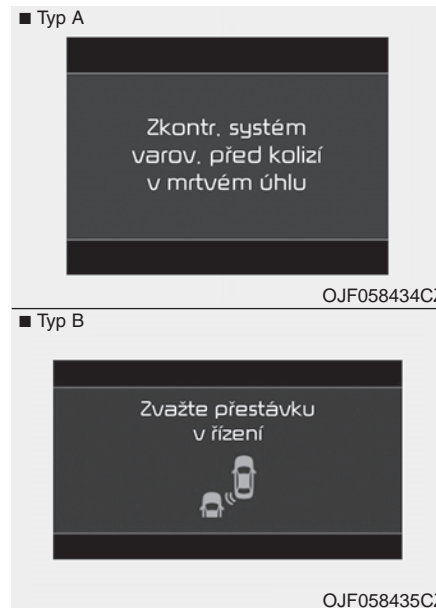 ■ Typ A
Zkontr. systém
varov. před kolizí
v mrtvém úhlu
OJF058434CZ
■ Typ B
Zvažte přestávku
v řízení
OJF058435CZ